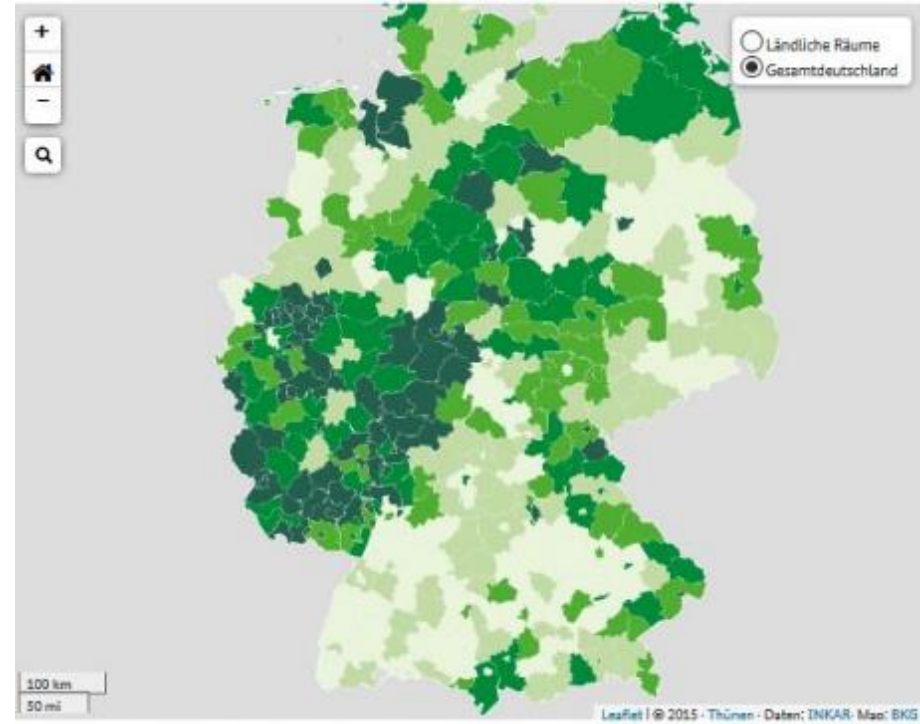 +
−
Ländliche Räume
Gesamtdeutschland
100 km
50 mi
Leaflet | © 2015 - Thünen - Daten: INKAR· Map: BKG